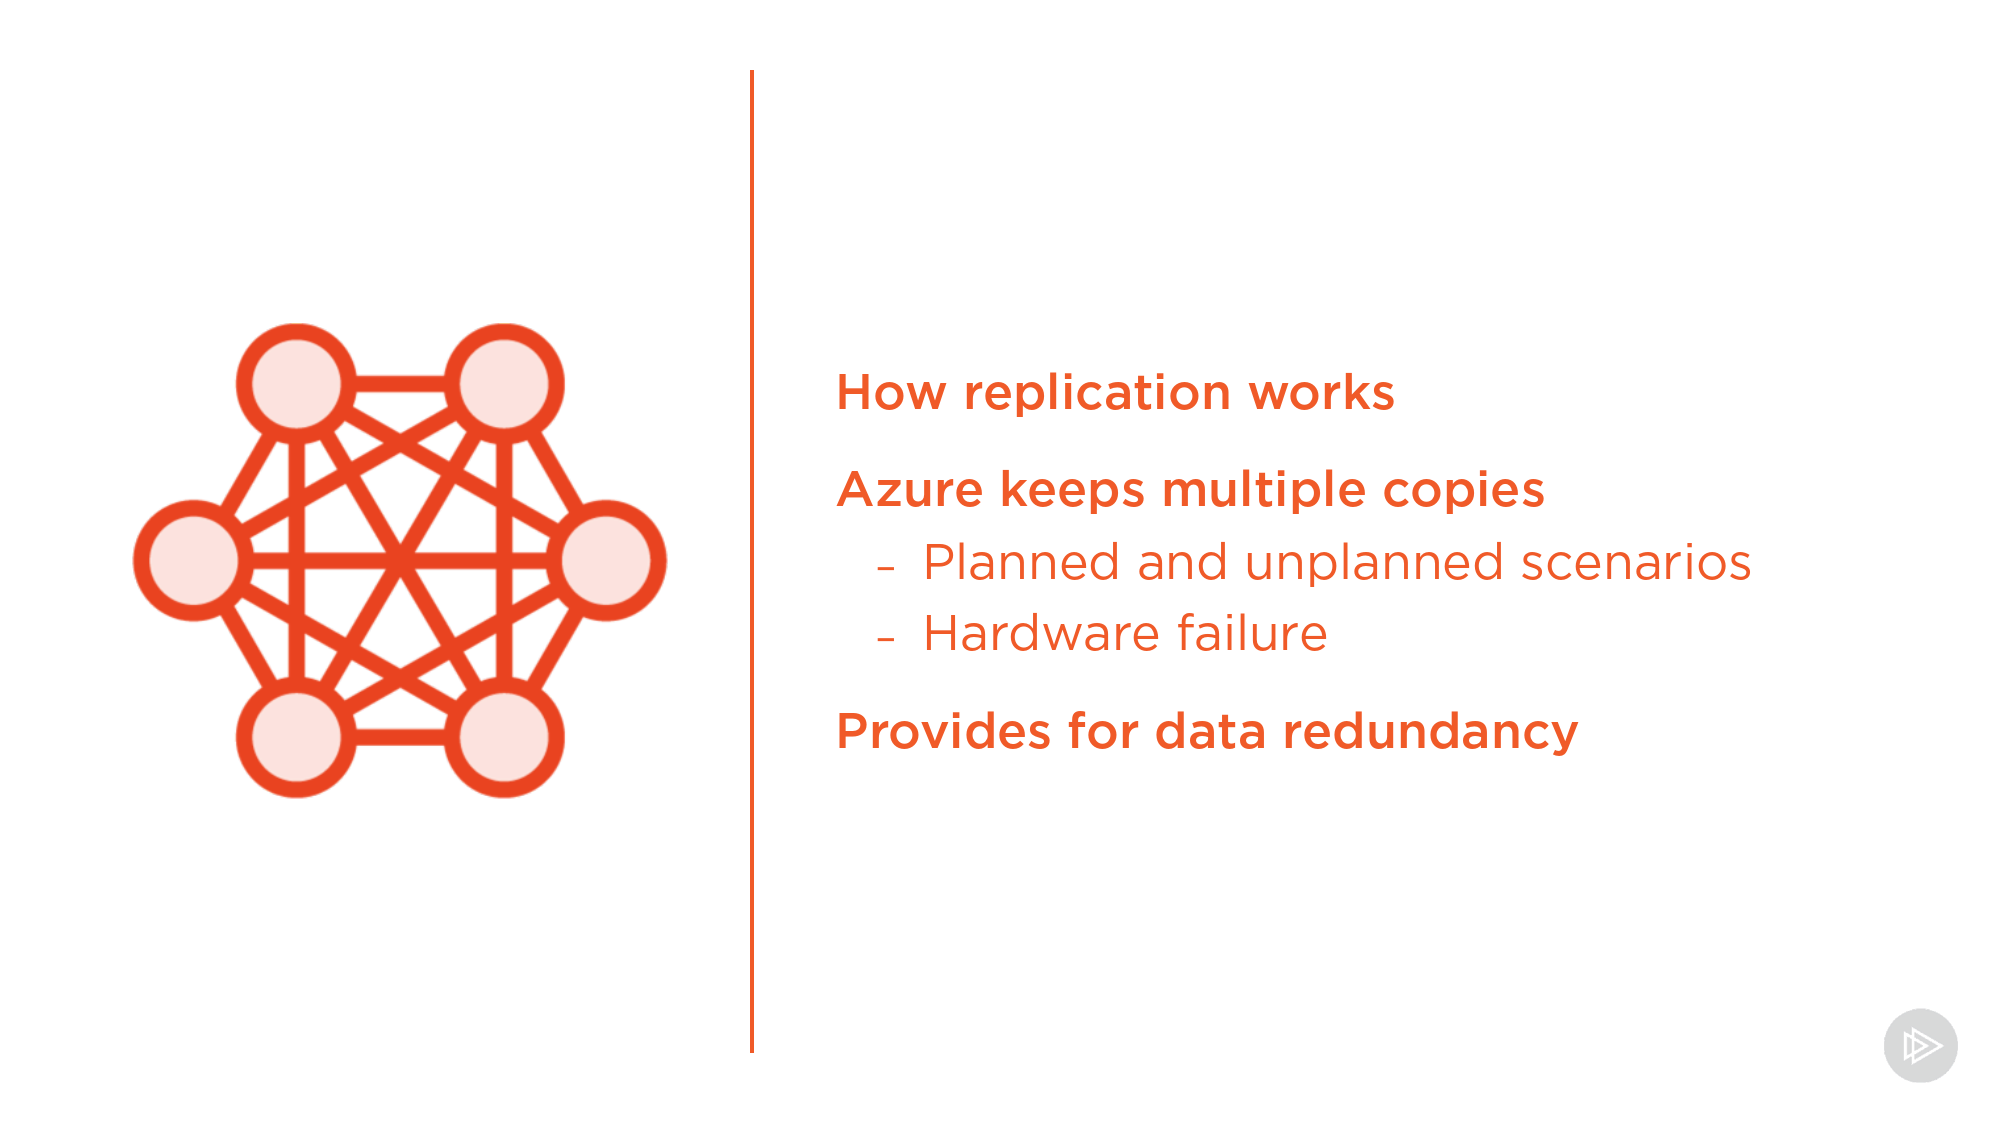 How replication works
Azure keeps multiple copies
– Planned and unplanned scenarios
– Hardware failure
Provides for data redundancy